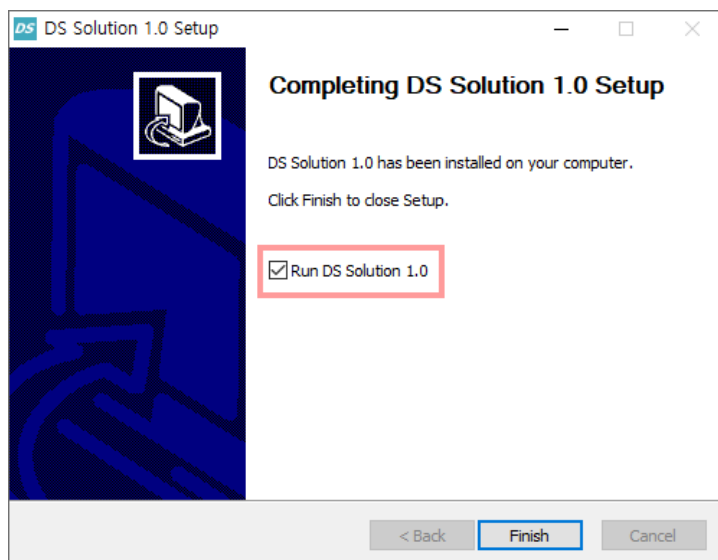 DS DS Solution 1.0 Setup
Completing DS Solution 1.0 Setup
DS Solution 1.0 has been installed on your computer.
Click Finish to close Setup.
Run DS Solution 1.0
< Back Finish Cancel